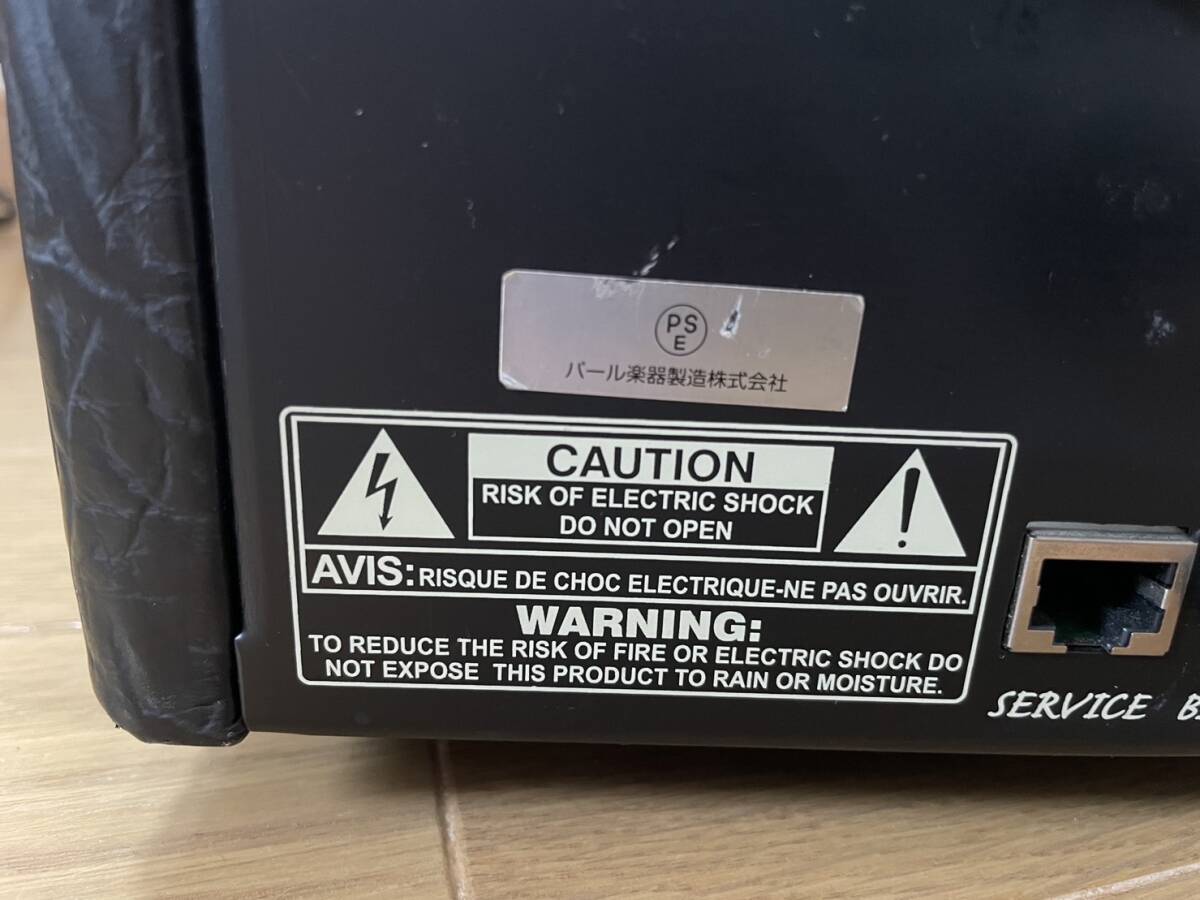 PS
E
パール楽器製造株式会社
CAUTION
RISK OF ELECTRIC SHOCK
DO NOT OPEN
AVIS: RISQUE DE CHOC ELECTRIQUE-NE PAS OUVRIR.
WARNING:
TO REDUCE THE RISK OF FIRE OR ELECTRIC SHOCK DO
NOT EXPOSE THIS PRODUCT TO RAIN OR MOISTURE.
SERVICE